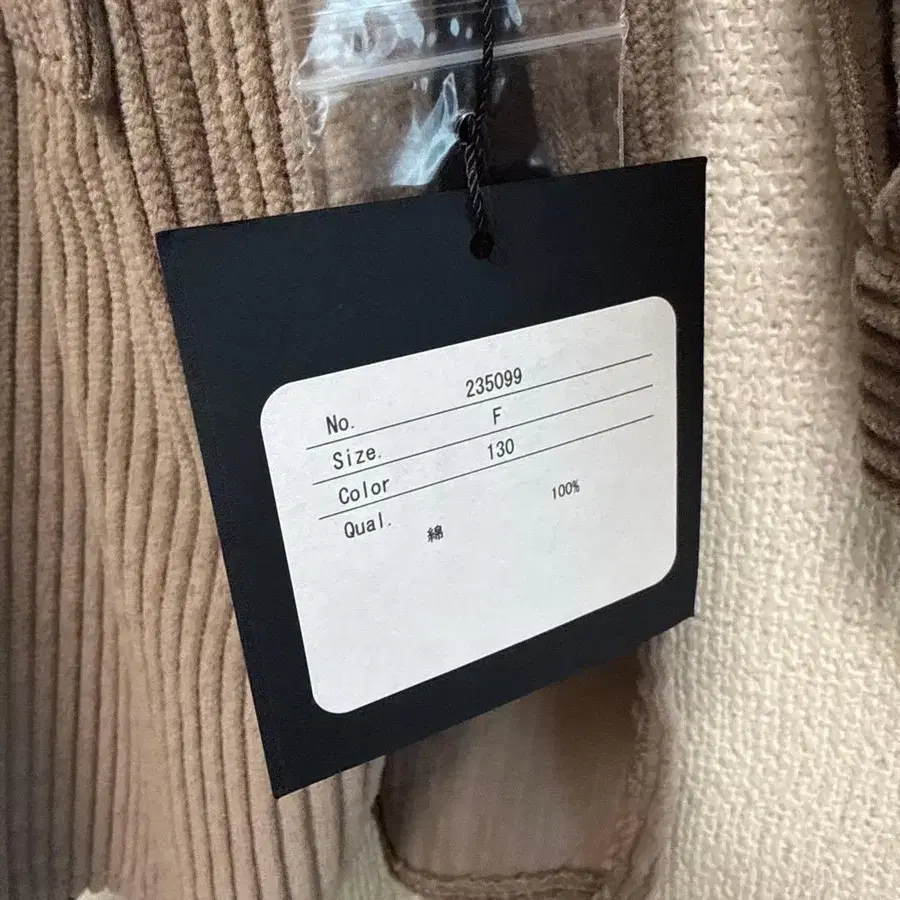 No. 235099
Size. F
Color 130
Qual.
綿 100%